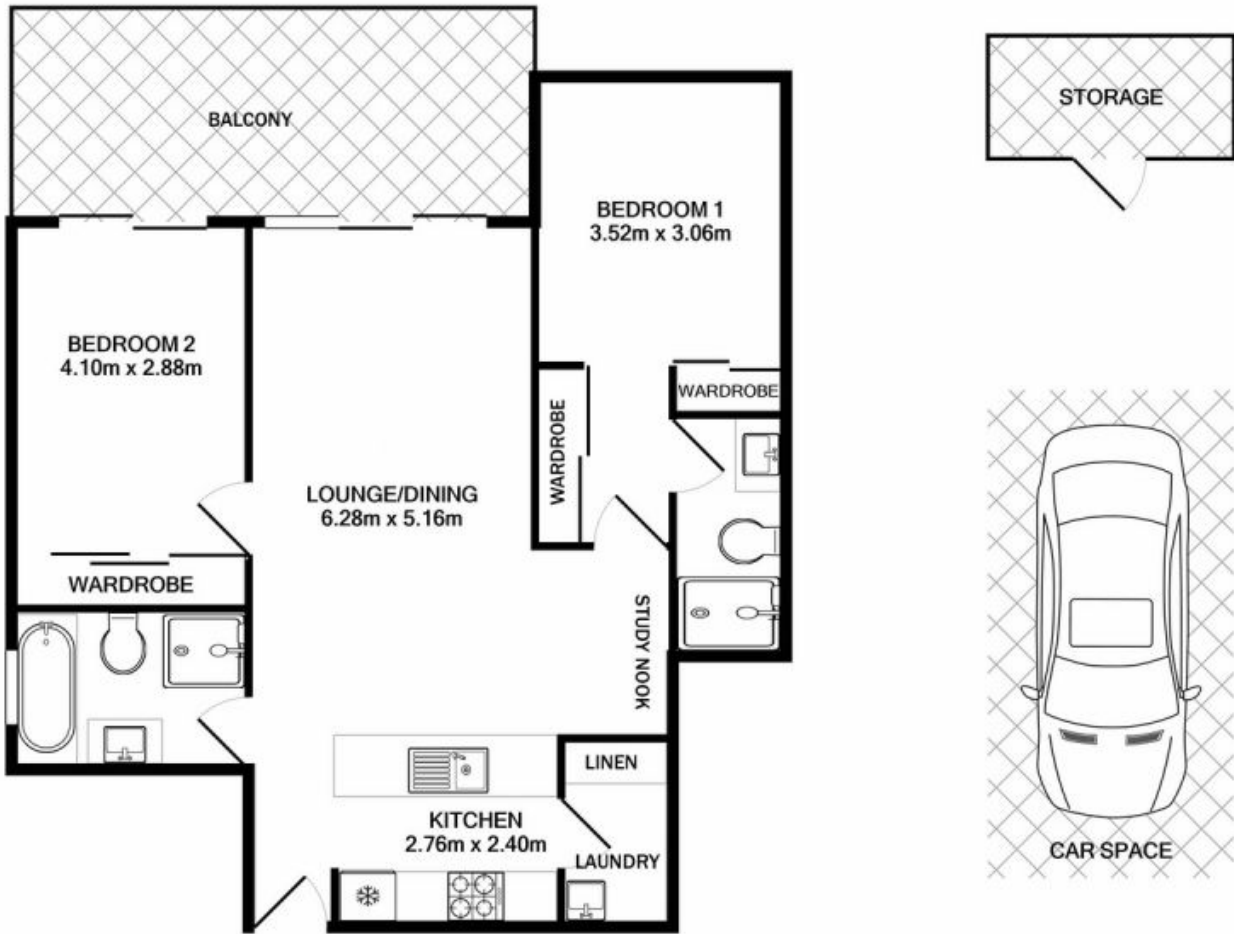 BALCONY
STORAGE
BEDROOM 1
3.52m x 3.06m
BEDROOM 2
4.10m x 2.88m
WARDROBE
WARDROBE
LOUNGE/DINING
6.28m x 5.16m
WARDROBE
STUDY NOOK
LINEN
KITCHEN
2.76m x 2.40m
LAUNDRY
CAR SPACE